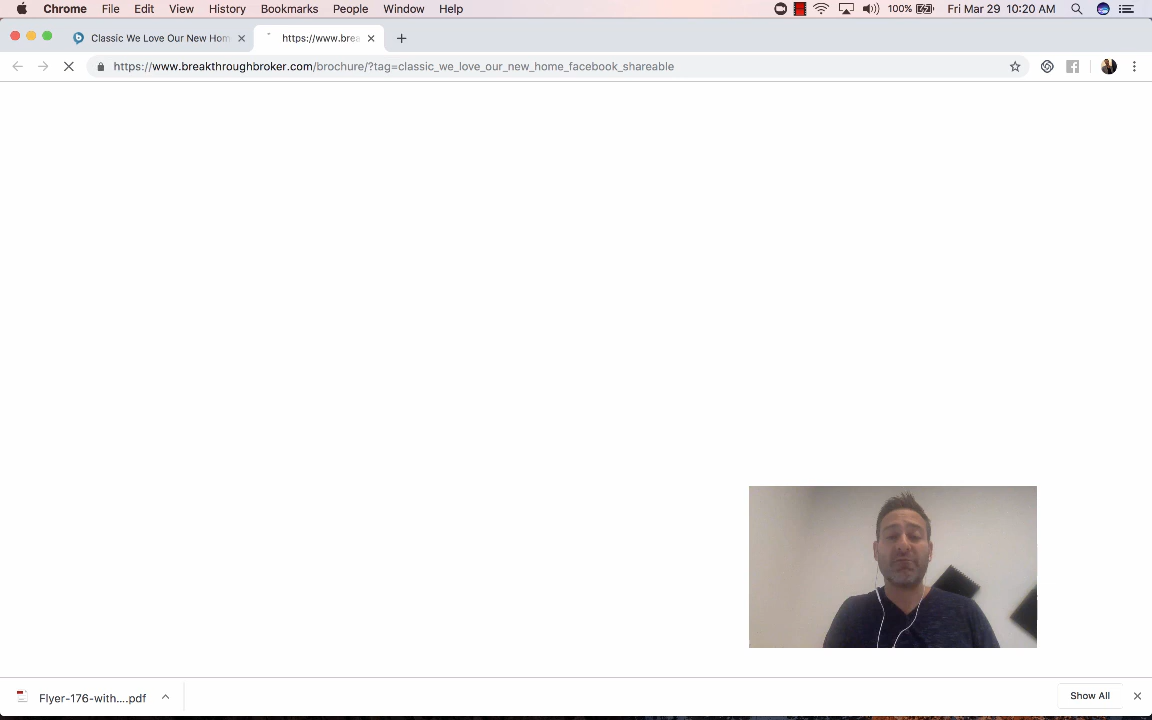 Chrome File Edit View History Bookmarks People Window Help 100% Fri Mar 29 10:20 AM
Classic We Love Our New Hom
https://www.brea
https://www.breakthroughbroker.com/brochure/?tag=classic_we_love_our_new_home_facebook_shareable
Flyer-176-with....pdf
Show All